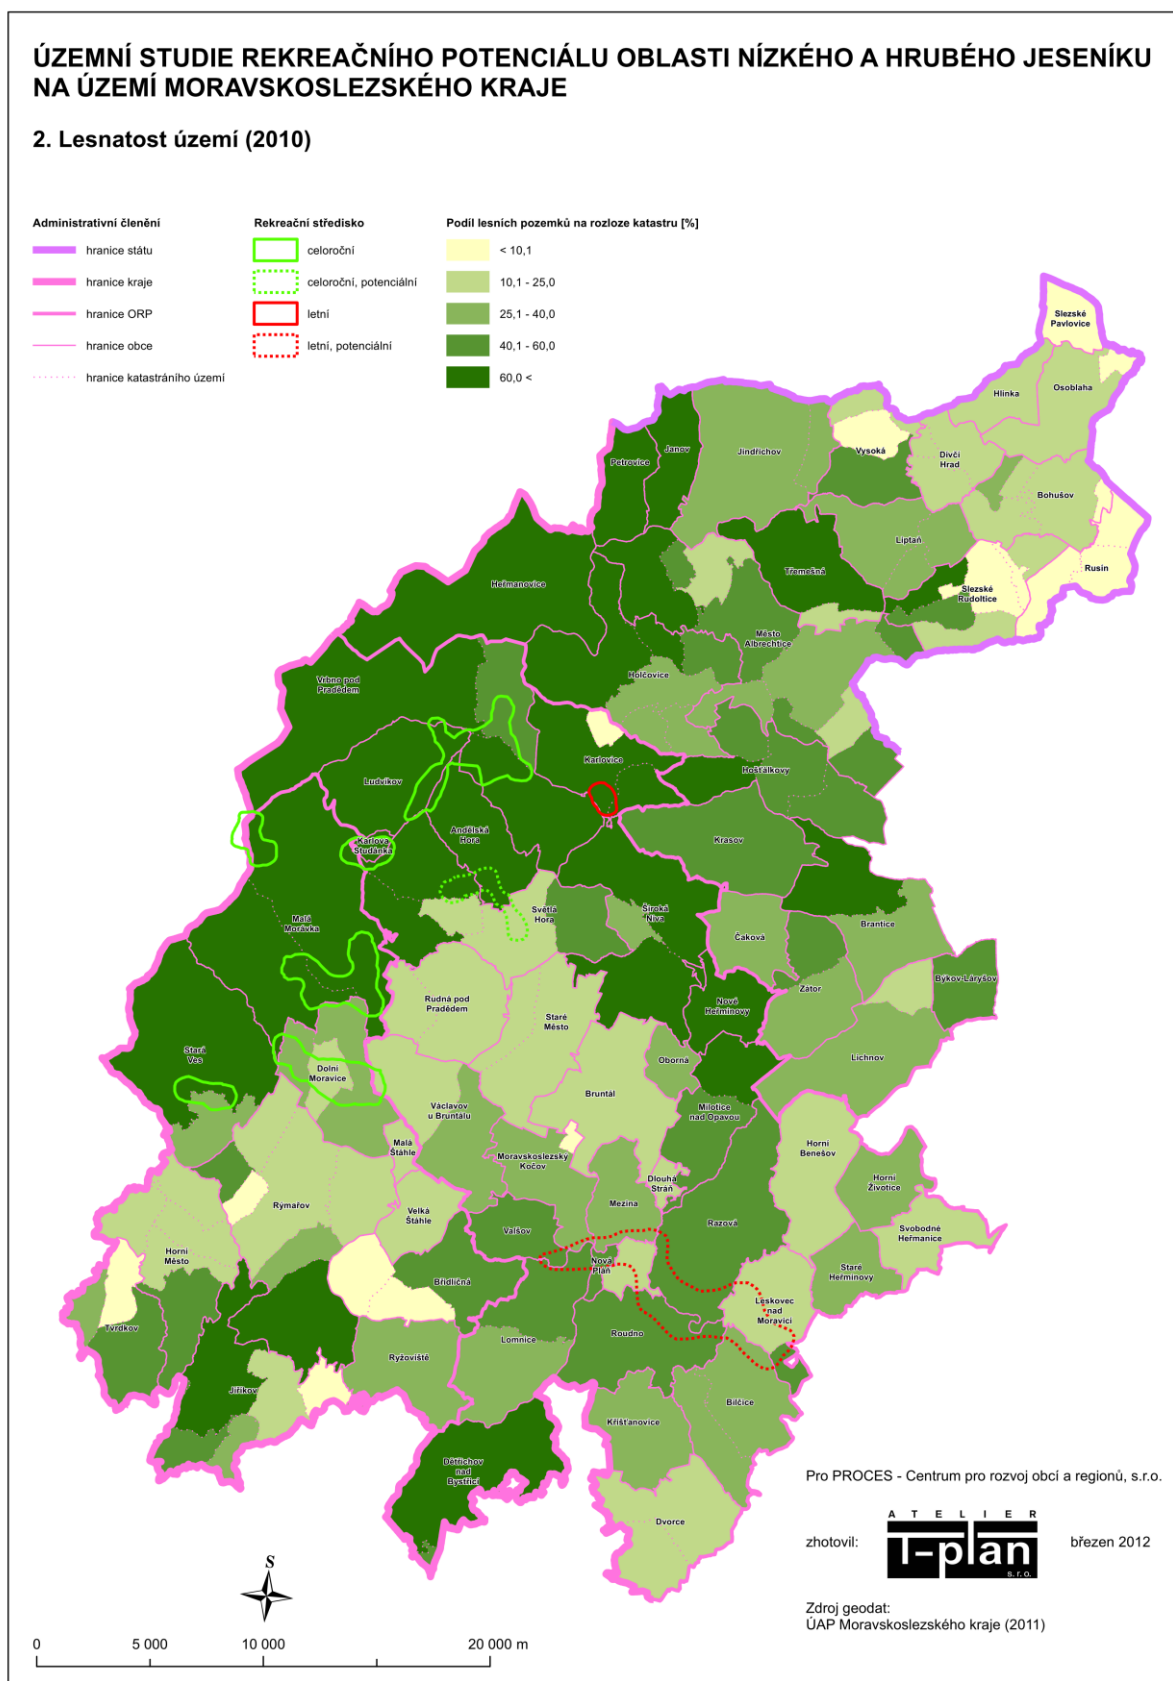 ÚZEMNÍ STUDIE REKREAČNÍHO POTENCIÁLU OBLASTI NÍZKÉHO A HRUBÉHO JESENÍKU
NA ÚZEMÍ MORAVSKOSLEZSKÉHO KRAJE
2. Lesnatost území (2010)
Administrativní členění
hranice státu
hranice kraje
hranice ORP
hranice obce
hranice katastráního území
Rekreační středisko
celoroční
celoroční, potenciální
letní
letní, potenciální
Podíl lesních pozemků na rozloze katastru [%]
< 10,1
10,1 - 25,0
25,1 - 40,0
40,1 - 60,0
60,0 <
Slezské
Pavlovice
Hlinka
Osoblaha
Petrovice
Janov
Jindřichov
Vysoká
Dívčí
Hrad
Bohušov
Liptaň
Rusín
Třemešná
Slezské
Rudoltice
Heřmanovice
Město
Albrechtice
Holčovice
Vrbno pod
Pradědem
Karlovice
Hošťálkovy
Ludvíkov
Andělská
Hora
Karlova
Studánka
Krasov
Malá
Morávka
Světlá
Hora
Široká
Niva
Čaková
Brantice
Bykov-Láryšov
Zátor
Rudná pod
Pradědem
Staré
Město
Nové
Heřminovy
Lichnov
Stará
Ves
Dolní
Moravice
Oborná
Bruntál
Václavov
u Bruntálu
Milotice
nad Opavou
Malá
Štáhle
Moravskoslezský
Kočov
Horní
Benešov
Dlouhá
Stráň
Horní
Životice
Mezina
Rýmařov
Velká
Štáhle
Valšov
Razová
Svobodné
Heřmanice
Horní
Město
Nová
Pláň
Staré
Heřminovy
Břidličná
Leskovec
nad
Moravicí
Tvrdkov
Lomnice
Roudno
Ryžoviště
Jiříkov
Bílčice
Křišťanovice
Dětřichov
nad
Bystřicí
Dvorce
Pro PROCES - Centrum pro rozvoj obcí a regionů, s.r.o.
zhotovil:
ATELIER
T-plan
s. r. o.
březen 2012
Zdroj geodat:
ÚAP Moravskoslezského kraje (2011)
S
0
5 000
10 000
20 000 m